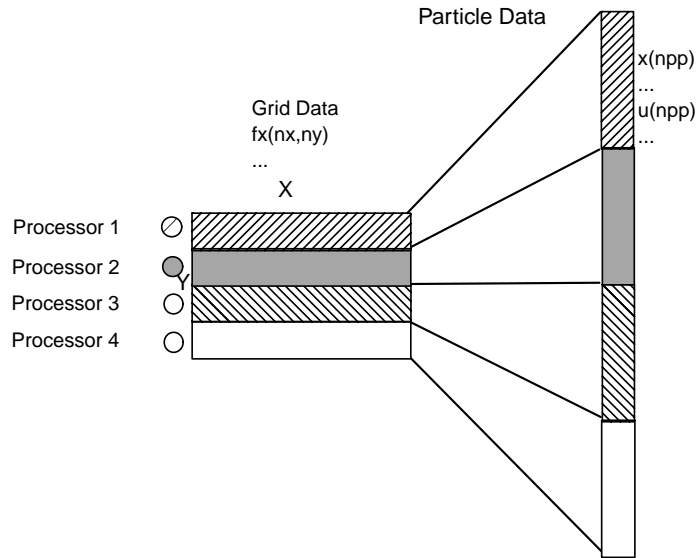 Particle Data
x(npp)
...
u(npp)
...
Grid Data
fx(nx,ny)
...
X
Processor 1
Processor 2
Y
Processor 3
Processor 4